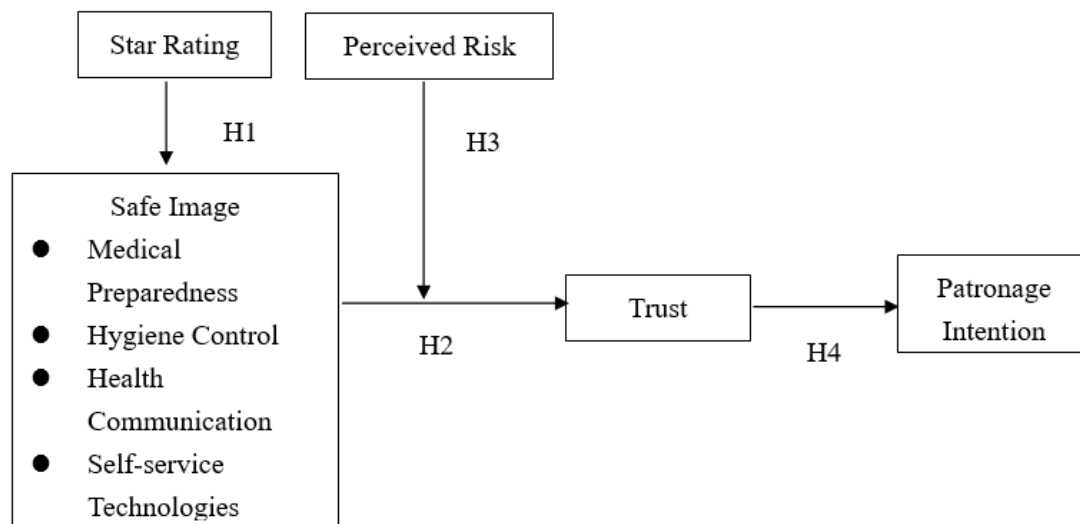 Star Rating
Perceived Risk
H1
H3
Safe Image
● Medical
Preparedness
● Hygiene Control
● Health
Communication
● Self-service
Technologies
H2
Trust
H4
Patronage
Intention